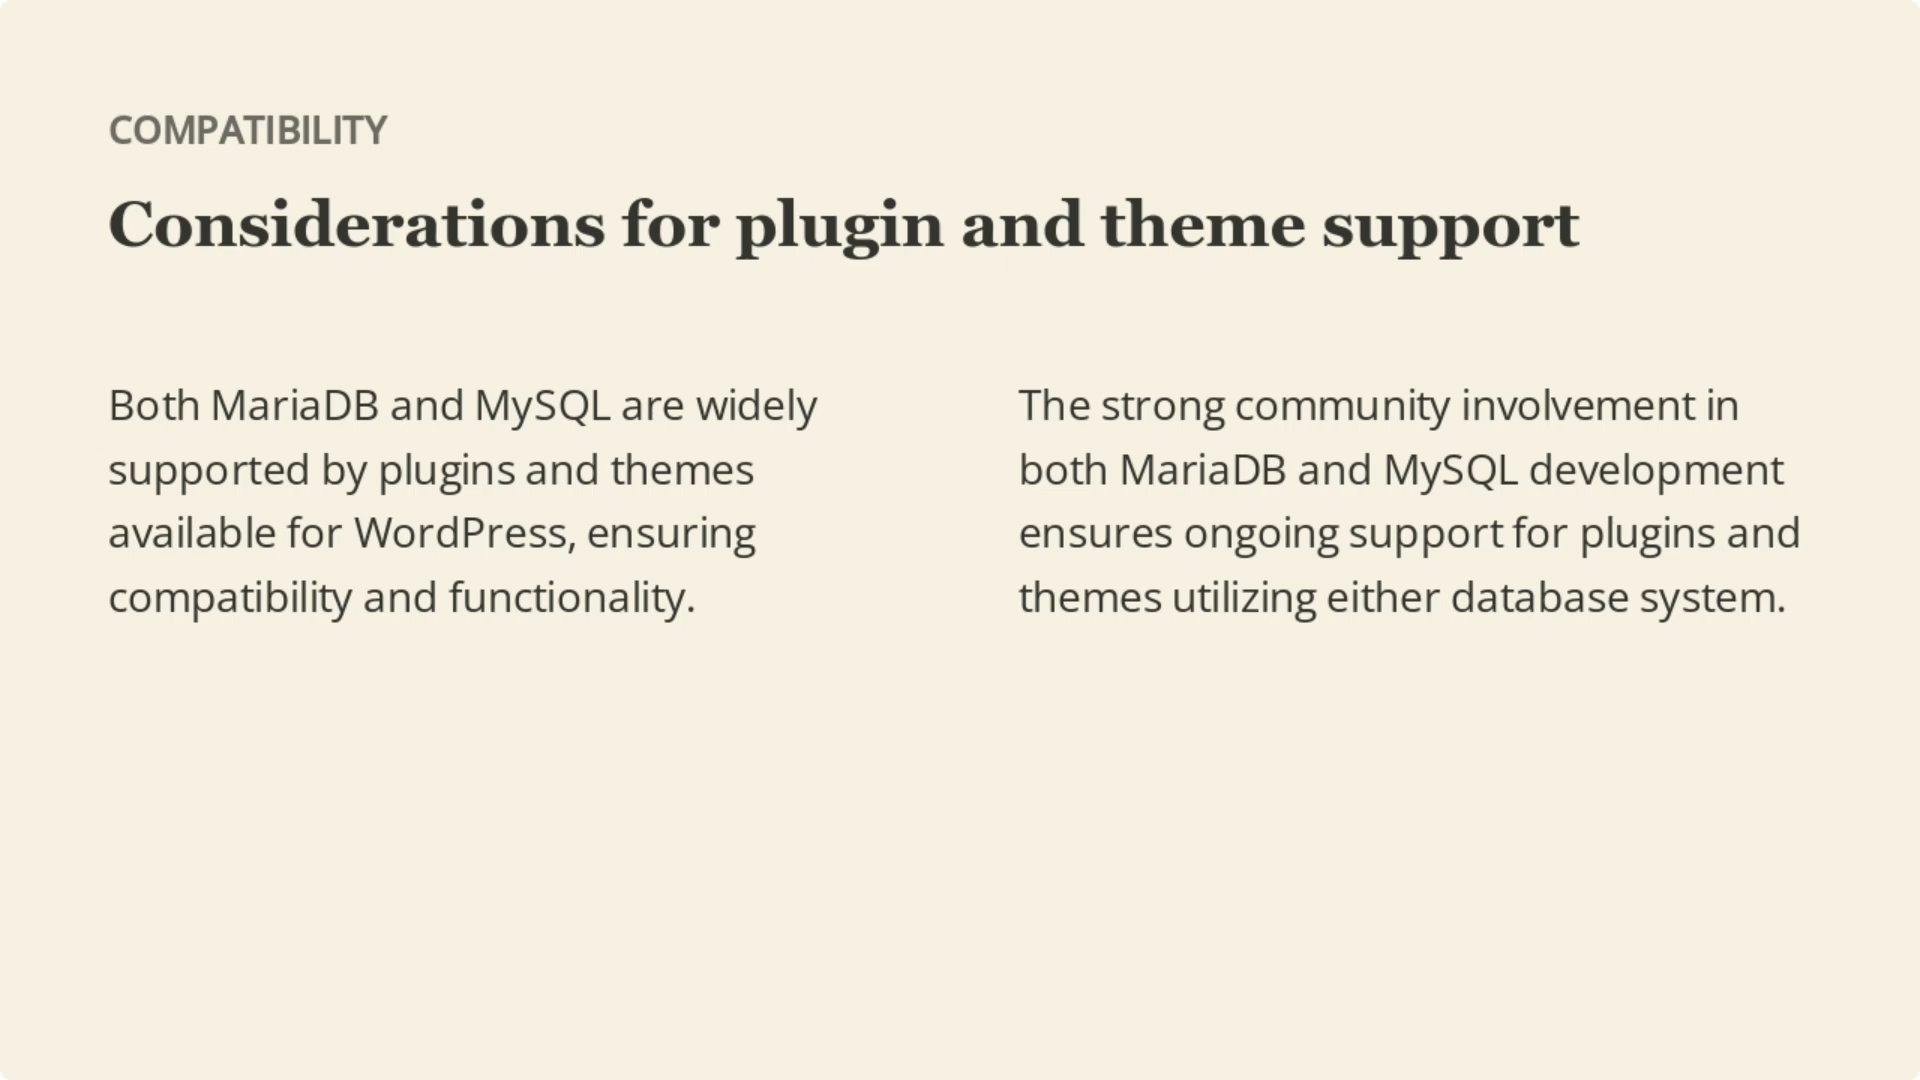 COMPATIBILITY
Considerations for plugin and theme support
Both MariaDB and MySQL are widely
supported by plugins and themes
available for WordPress, ensuring
compatibility and functionality.
The strong community involvement in
both MariaDB and MySQL development
ensures ongoing support for plugins and
themes utilizing either database system.